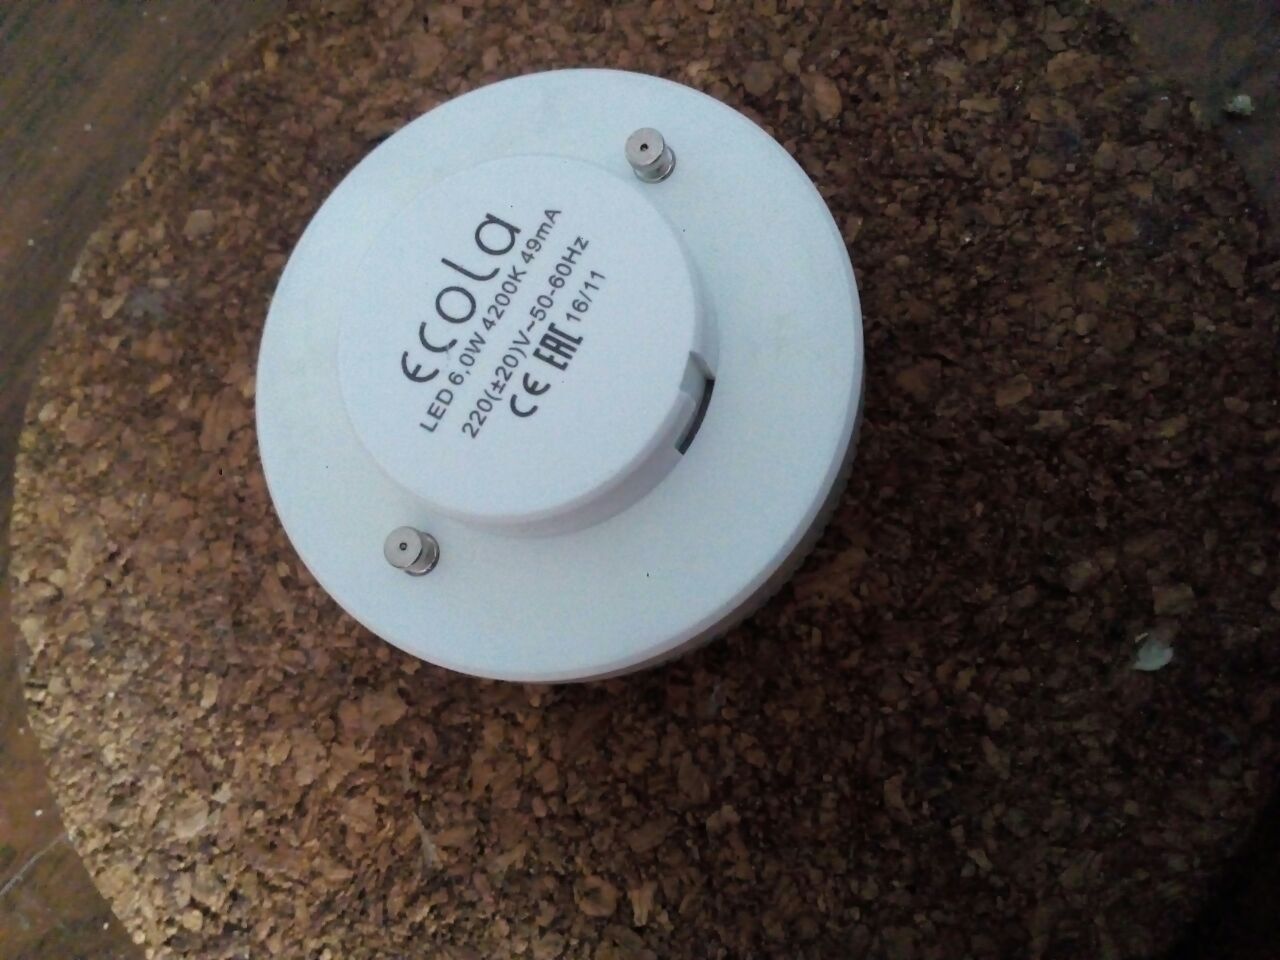 Ecola
LED 6,0W 4200K 49mA
220(±20)V~50-60Hz
CE EAC 16/11